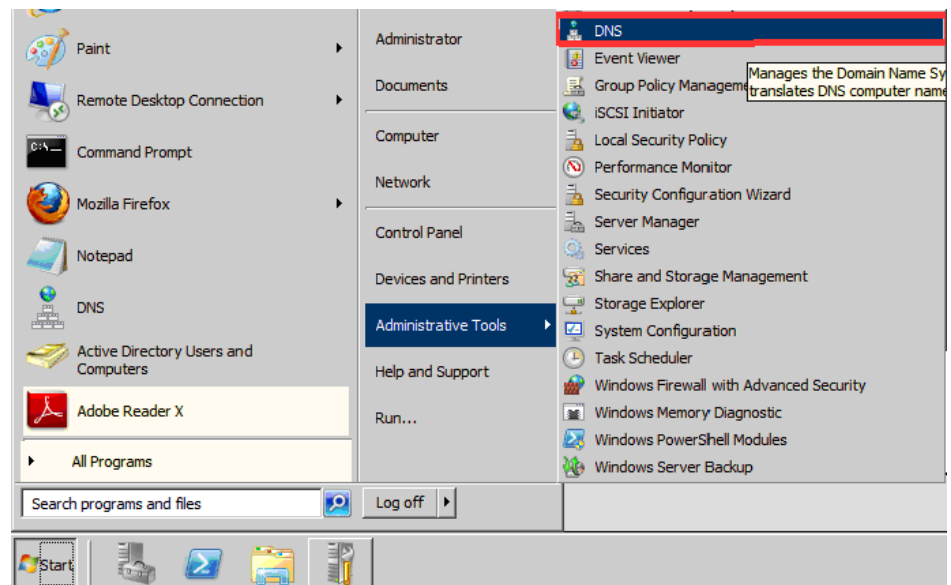 Paint
Remote Desktop Connection
C:\
Command Prompt
Mozilla Firefox
Notepad
DNS
Active Directory Users and
Computers
Adobe Reader X
All Programs
Search programs and files
Administrator
Documents
Computer
Network
Control Panel
Devices and Printers
Administrative Tools
Help and Support
Run...
Log off
DNS
Event Viewer
Group Policy Manageme
Manages the Domain Name Sy
translates DNS computer name
iSCSI Initiator
Local Security Policy
Performance Monitor
Security Configuration Wizard
Server Manager
Services
Share and Storage Management
Storage Explorer
System Configuration
Task Scheduler
Windows Firewall with Advanced Security
Windows Memory Diagnostic
Windows PowerShell Modules
Windows Server Backup
Start